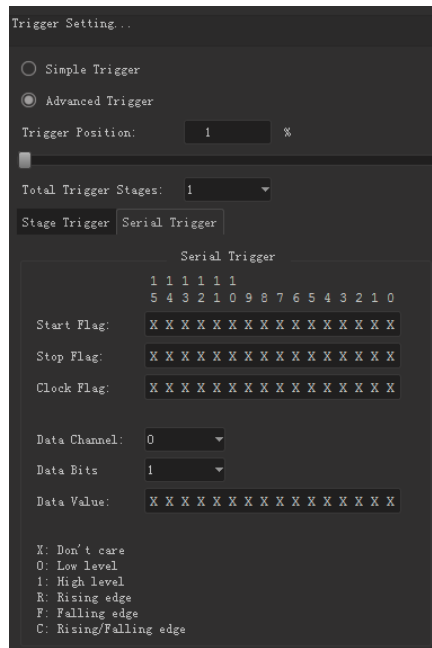 Trigger Setting...
Simple Trigger
Advanced Trigger
Trigger Position: 1 %
Total Trigger Stages: 1
Stage Trigger Serial Trigger
Serial Trigger
1 1 1 1 1 1
5 4 3 2 1 0 9 8 7 6 5 4 3 2 1 0
Start Flag: X X X X X X X X X X X X X X X X
Stop Flag: X X X X X X X X X X X X X X X X
Clock Flag: X X X X X X X X X X X X X X X X
Data Channel: 0
Data Bits 1
Data Value: X X X X X X X X X X X X X X X X
X: Don't care
0: Low level
1: High level
R: Rising edge
F: Falling edge
C: Rising/Falling edge